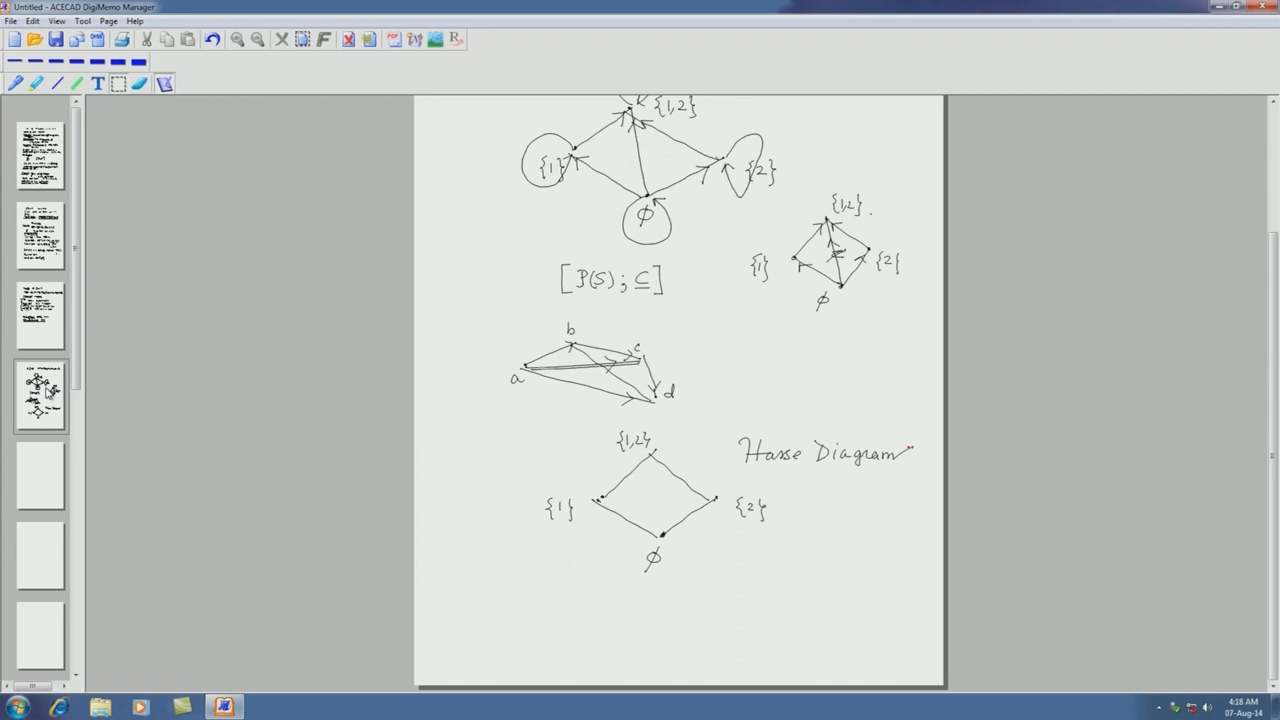 Untitled - ACECAD DigiMemo Manager
File Edit View Tool Page Help
{1,2}
{1} {2}
φ
{1,2}.
{1} {2}
φ
[P(S) ; ⊆]
b
c
a
d
{1,2}
Hasse Diagram
{1} {2}
φ
4:18 AM
07-Aug-14